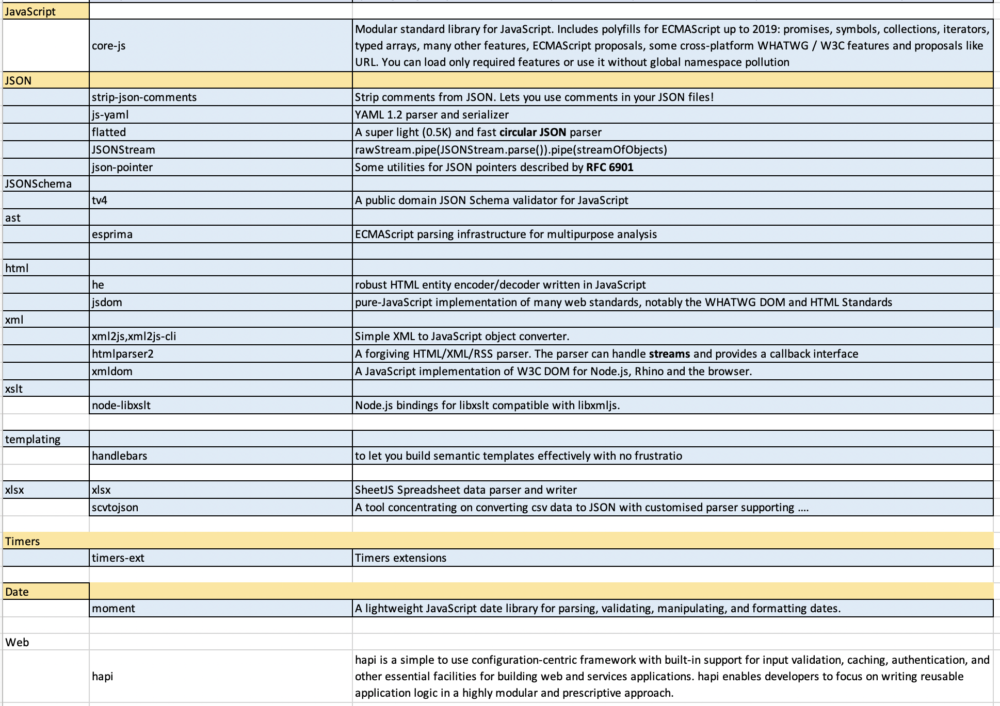 JavaScript
core-js
Modular standard library for JavaScript. Includes polyfills for ECMAScript up to 2019: promises, symbols, collections, iterators,
typed arrays, many other features, ECMAScript proposals, some cross-platform WHATWG / W3C features and proposals like
URL. You can load only required features or use it without global namespace pollution
JSON
strip-json-comments Strip comments from JSON. Lets you use comments in your JSON files!
js-yaml YAML 1.2 parser and serializer
flatted A super light (0.5K) and fast circular JSON parser
JSONStream rawStream.pipe(JSONStream.parse()).pipe(streamOfObjects)
json-pointer Some utilities for JSON pointers described by RFC 6901
JSONSchema
tv4 A public domain JSON Schema validator for JavaScript
ast
esprima ECMAScript parsing infrastructure for multipurpose analysis
html
he robust HTML entity encoder/decoder written in JavaScript
jsdom pure-JavaScript implementation of many web standards, notably the WHATWG DOM and HTML Standards
xml
xml2js,xml2js-cli Simple XML to JavaScript object converter.
htmlparser2 A forgiving HTML/XML/RSS parser. The parser can handle streams and provides a callback interface
xmldom A JavaScript implementation of W3C DOM for Node.js, Rhino and the browser.
xslt
node-libxslt Node.js bindings for libxslt compatible with libxmljs.
templating
handlebars to let you build semantic templates effectively with no frustratio
xlsx xlsx SheetJS Spreadsheet data parser and writer
scvtojson A tool concentrating on converting csv data to JSON with customised parser supporting ....
Timers
timers-ext Timers extensions
Date
moment A lightweight JavaScript date library for parsing, validating, manipulating, and formatting dates.
Web
hapi
hapi is a simple to use configuration-centric framework with built-in support for input validation, caching, authentication, and
other essential facilities for building web and services applications. hapi enables developers to focus on writing reusable
application logic in a highly modular and prescriptive approach.